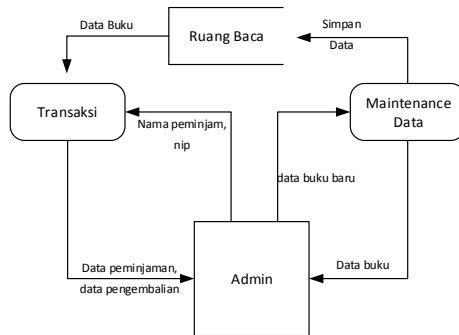 Data Buku
Ruang Baca
Simpan
Data
Transaksi
Nama peminjam,
nip
Maintenance
Data
data buku baru
Data peminjaman,
data pengembalian
Admin
Data buku